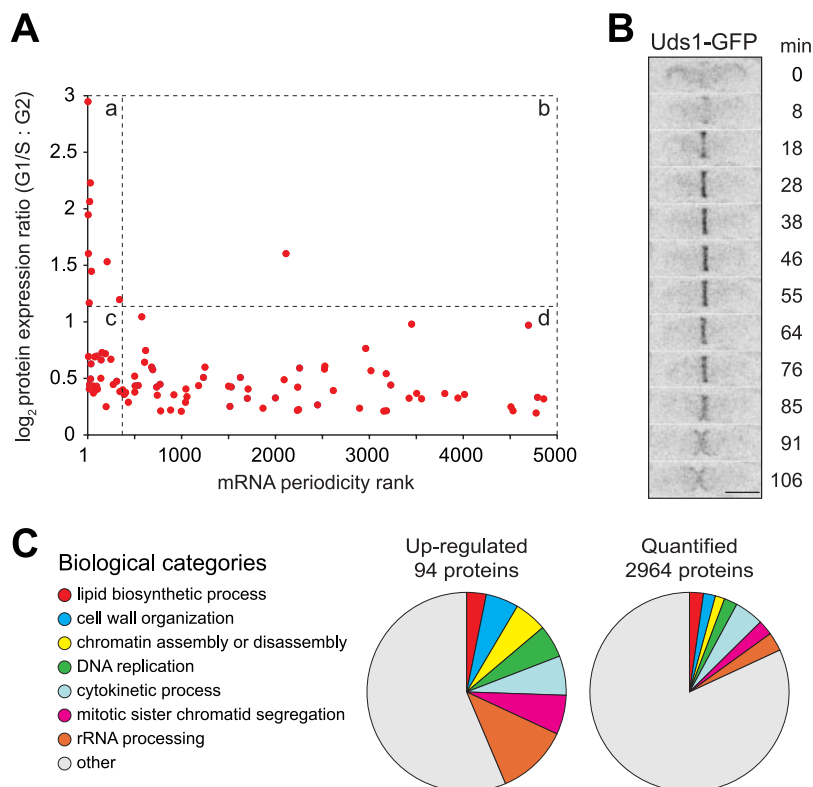 A
log2 protein expression ratio (G1/S : G2)
3
2.5
2
1.5
1
0.5
0
a
b
c
d
1
1000
2000
3000
4000
5000
mRNA periodicity rank
B
Uds1-GFP
min
0
8
18
28
38
46
55
64
76
85
91
106
C
Biological categories
lipid biosynthetic process
cell wall organization
chromatin assembly or disassembly
DNA replication
cytokinetic process
mitotic sister chromatid segregation
rRNA processing
other
Up-regulated
94 proteins
Quantified
2964 proteins